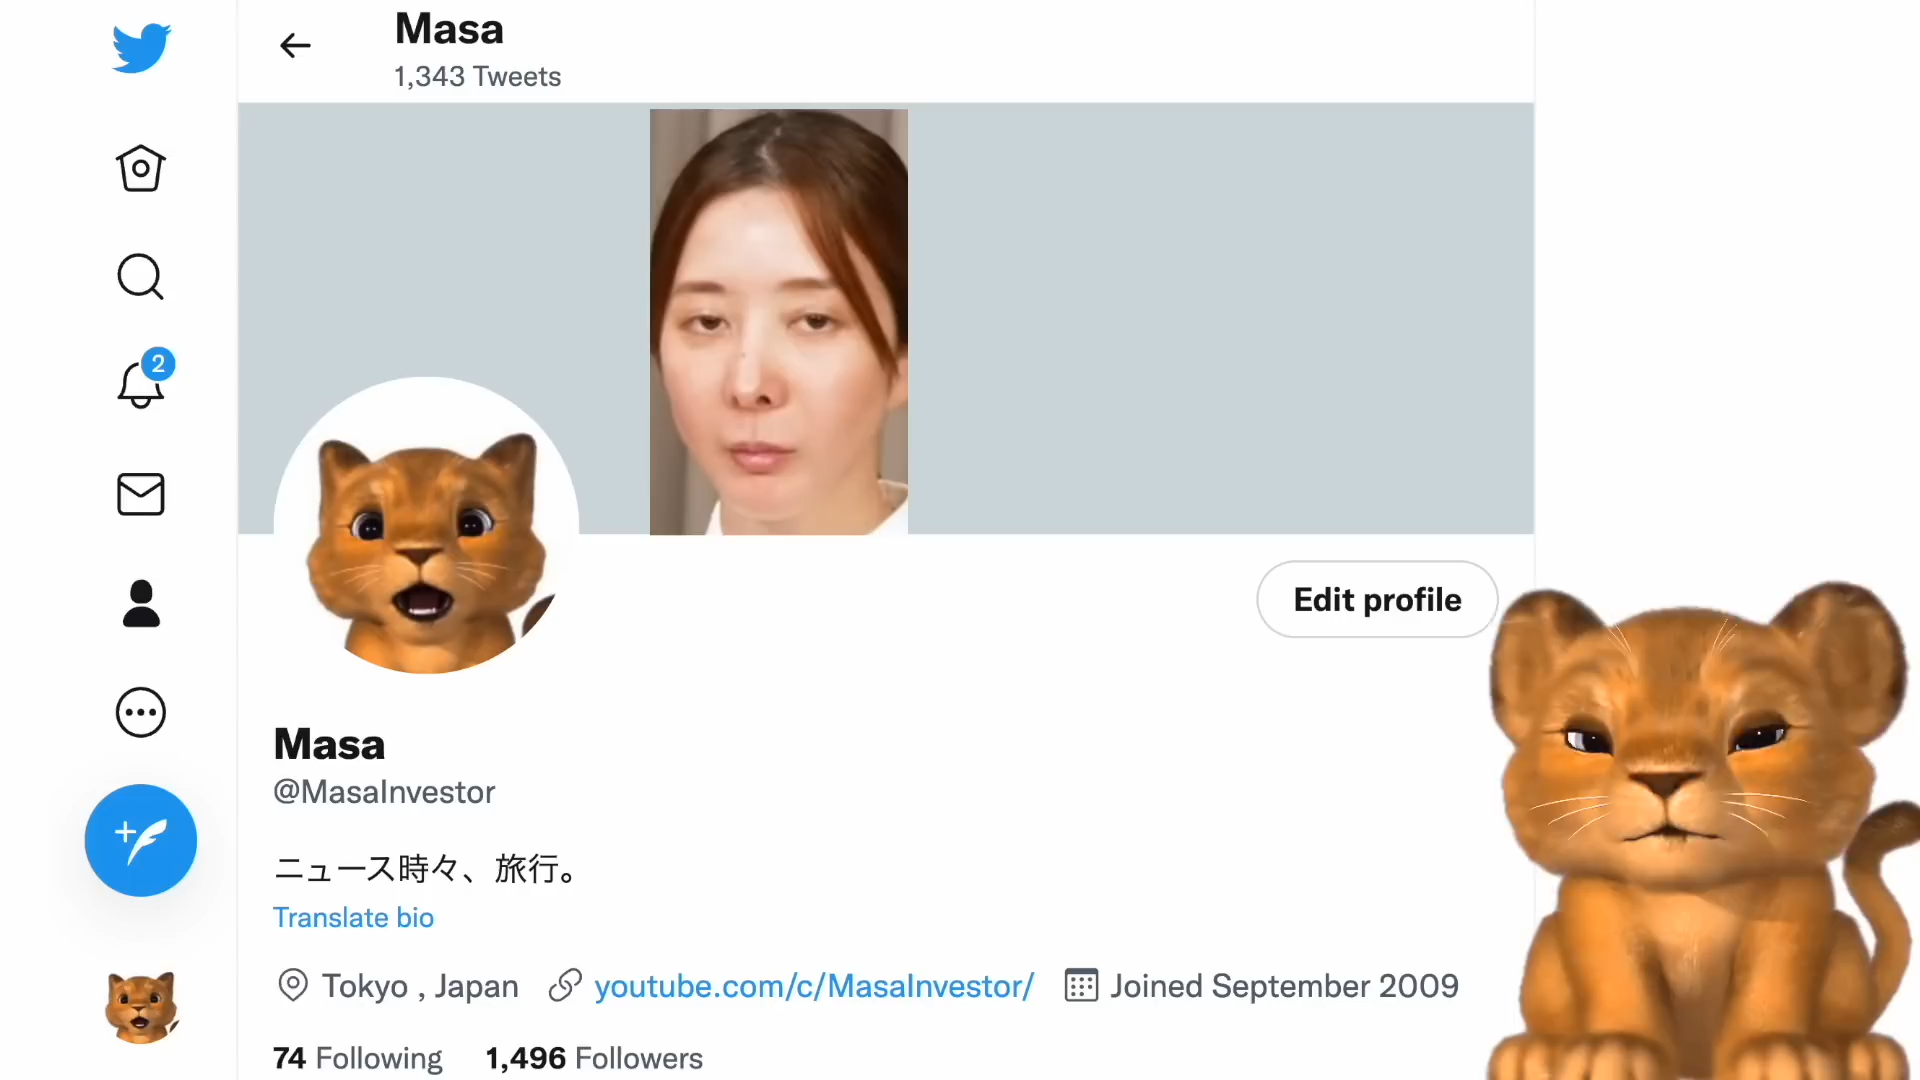 Masa
1,343 Tweets
2
Edit profile
Masa
@MasaInvestor
ニュース時々、旅行。
Translate bio
Tokyo , Japan youtube.com/c/MasaInvestor/ Joined September 2009
74 Following 1,496 Followers